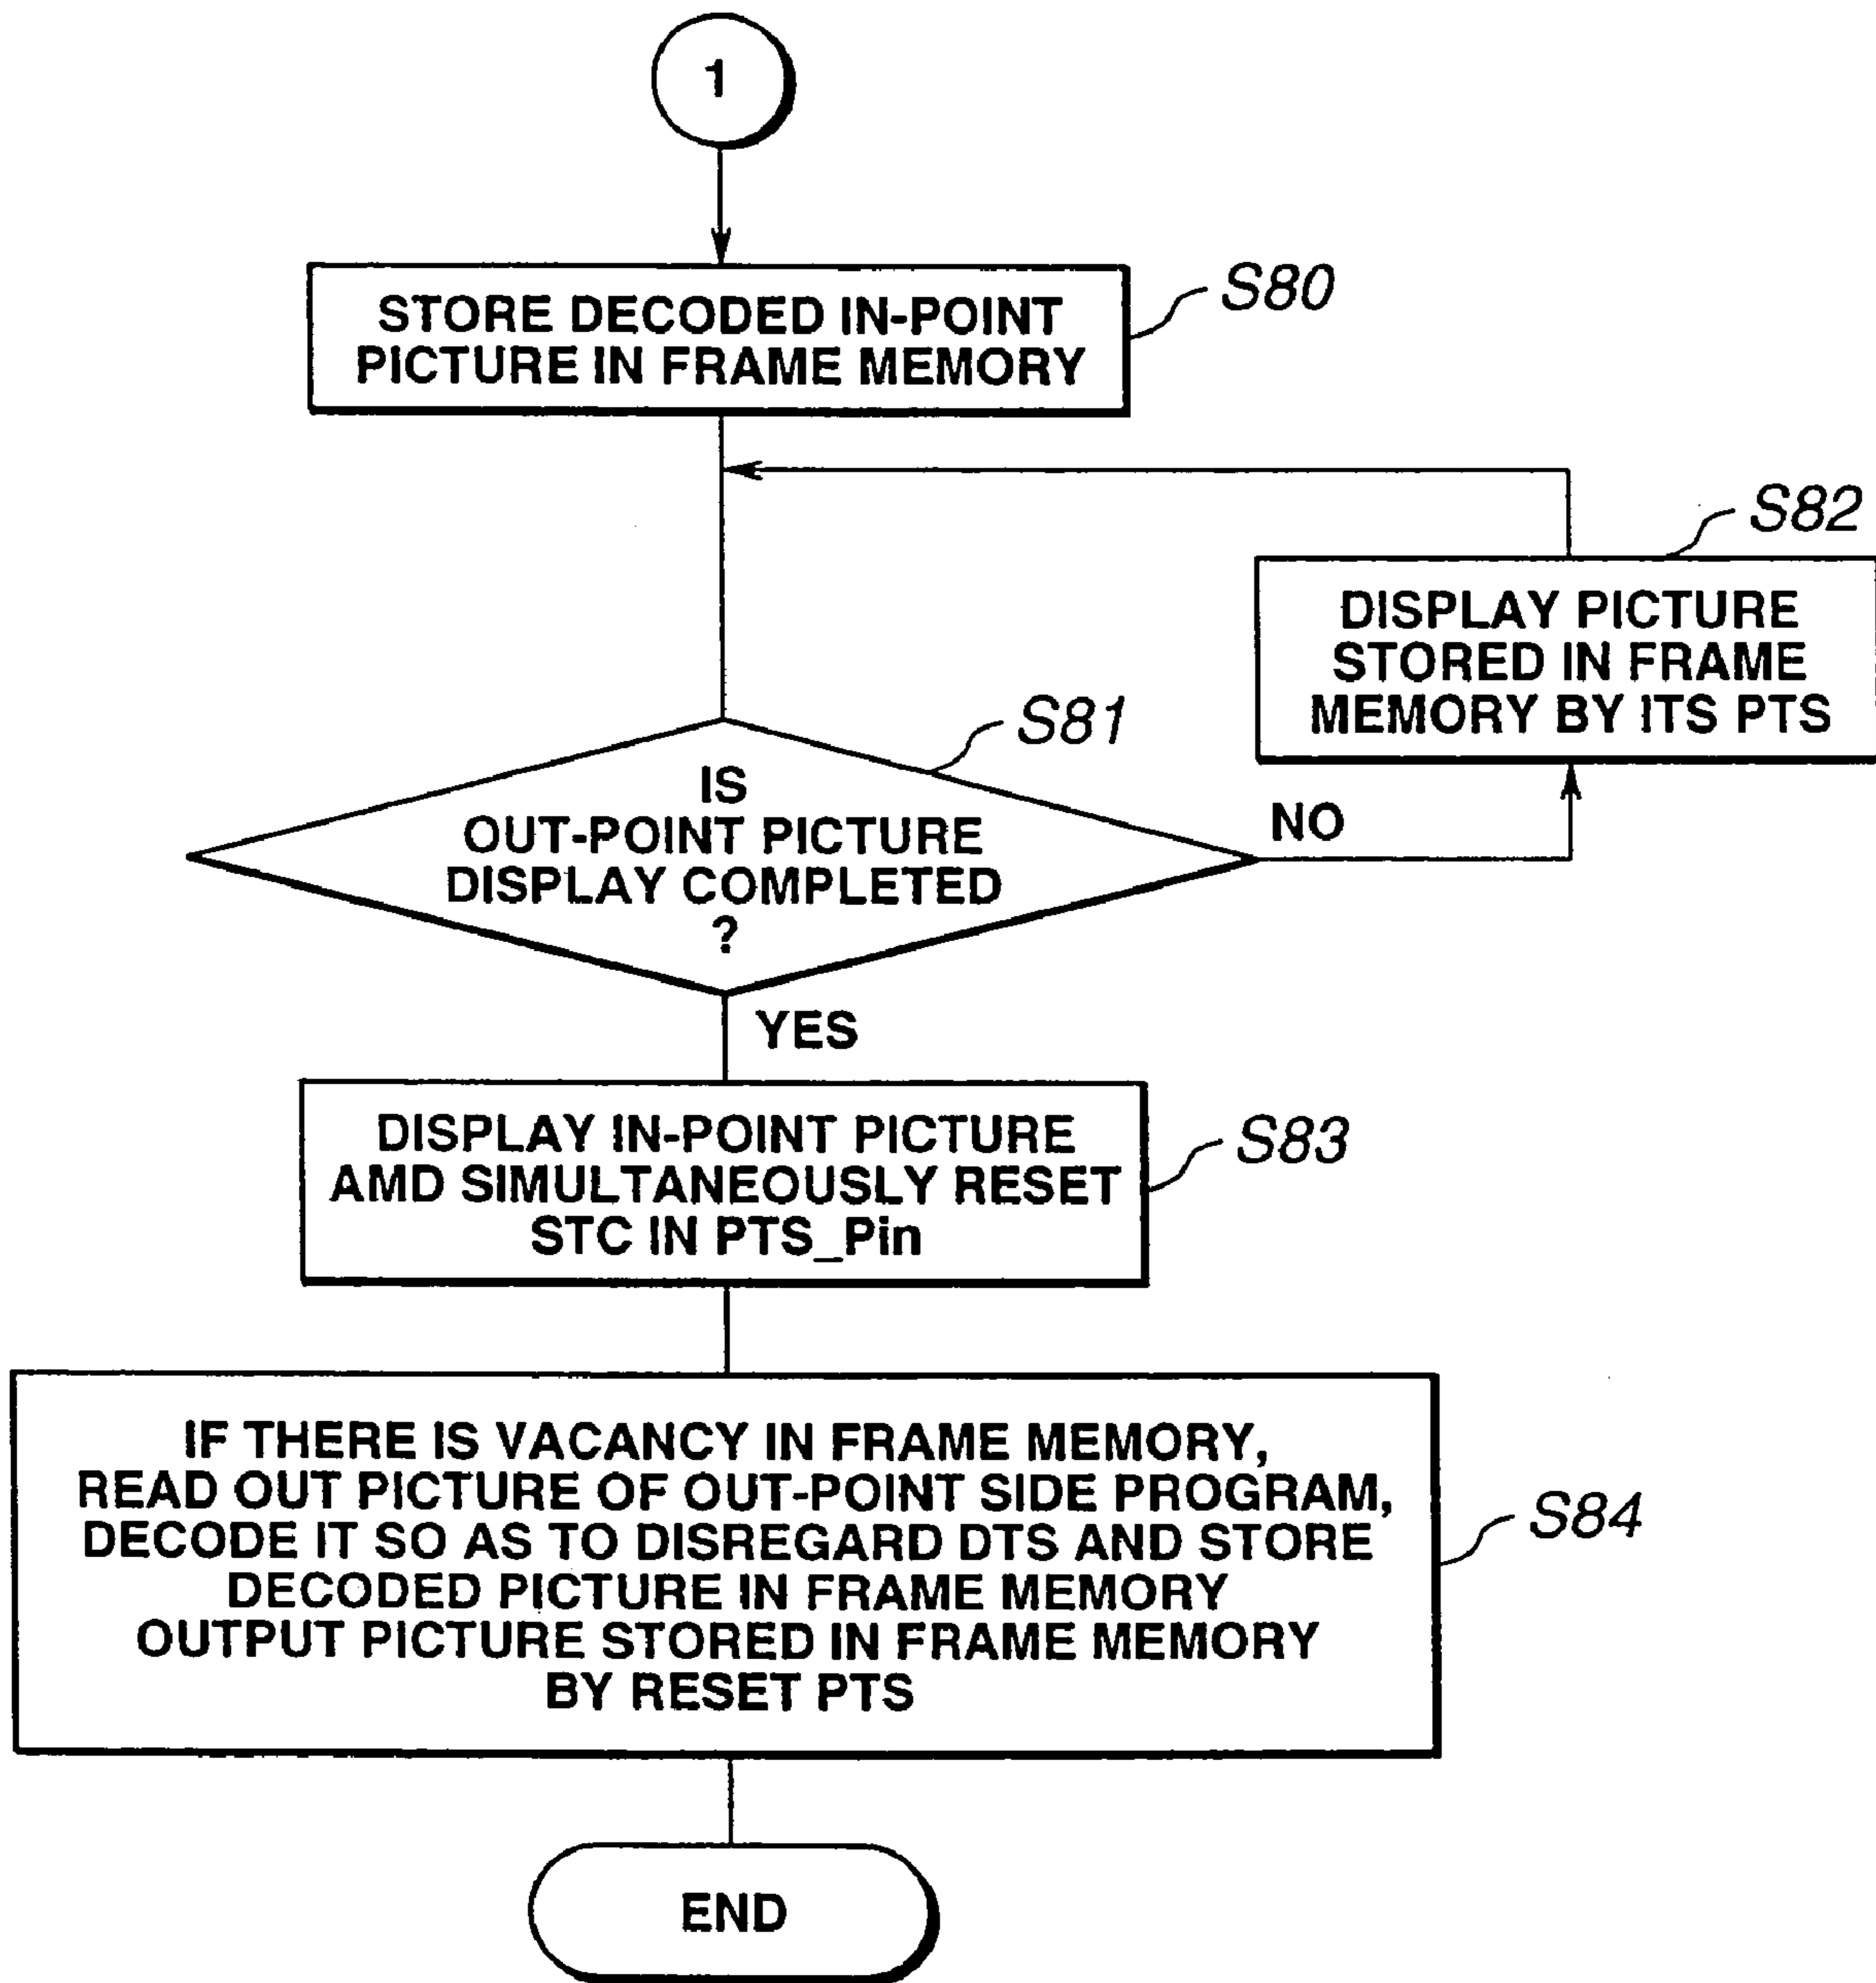 1
STORE DECODED IN-POINT
PICTURE IN FRAME MEMORY
S80
S82
DISPLAY PICTURE
STORED IN FRAME
MEMORY BY ITS PTS
S81
IS
OUT-POINT PICTURE
DISPLAY COMPLETED
?
NO
YES
DISPLAY IN-POINT PICTURE
AMD SIMULTANEOUSLY RESET
STC IN PTS_Pin
S83
IF THERE IS VACANCY IN FRAME MEMORY,
READ OUT PICTURE OF OUT-POINT SIDE PROGRAM,
DECODE IT SO AS TO DISREGARD DTS AND STORE
DECODED PICTURE IN FRAME MEMORY
OUTPUT PICTURE STORED IN FRAME MEMORY
BY RESET PTS
S84
END